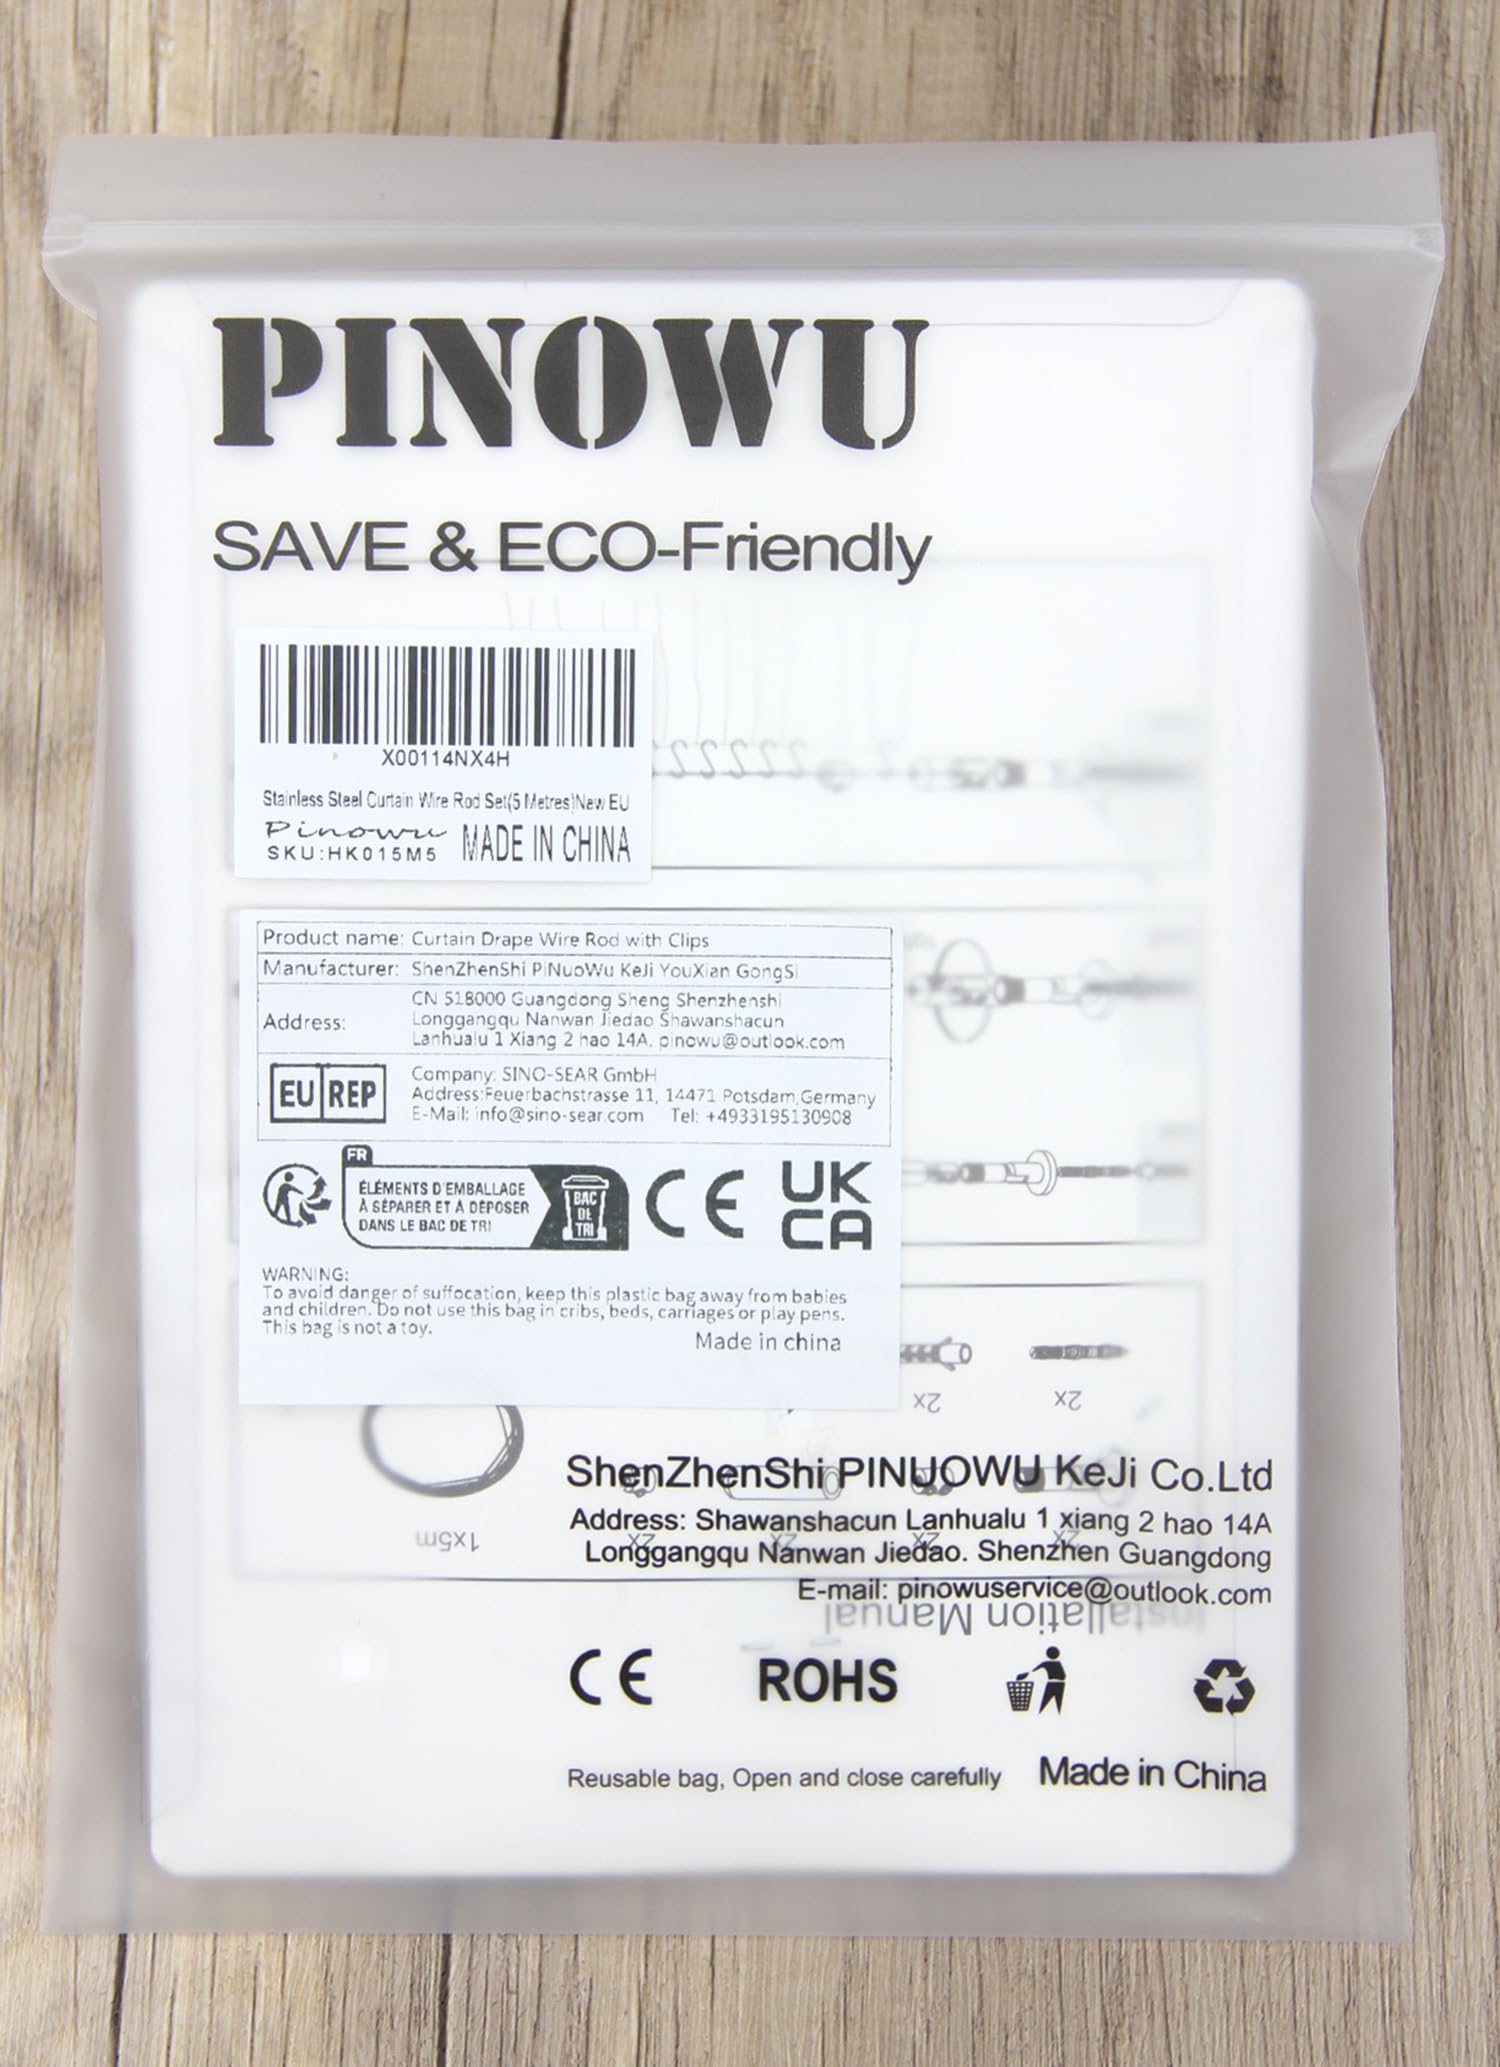 PINOWU
SAVE & ECO-Friendly
X00114NX4H
Stainless Steel Curtain Wire Rod Set(5 Metres)New EU
Pinowu MADE IN CHINA
SKU:HK015M5
Product name: Curtain Drape Wire Rod with Clips
Manufacturer: ShenZhenShi PiNuoWu KeJi YouXian GongSi
Address: CN 518000 Guangdong Sheng Shenzhenshi
Longgangqu Nanwan Jiedao Shawanshacun
Lanhualu 1 Xiang 2 hao 14A. pinowu@outlook.com
EU REP
Company: SINO-SEAR GmbH
Address:Feuerbachstrasse 11, 14471 Potsdam,Germany
E-Mail: info@sino-sear.com Tel: +4933195130908
FR
ÉLÉMENTS D'EMBALLAGE
À SÉPARER ET À DÉPOSER
DANS LE BAC DE TRI
BAC
DE
TRI
CE
UK
CA
WARNING:
To avoid danger of suffocation, keep this plastic bag away from babies
and children. Do not use this bag in cribs, beds, carriages or play pens.
This bag is not a toy.
Made in china
2x 2x
ShenZhenShi PINUOWU KeJi Co.Ltd
Address: Shawanshacun Lanhualu 1 xiang 2 hao 14A
1x5m 2x 2x 2x 2x
Longgangqu Nanwan Jiedao. Shenzhen Guangdong
E-mail: pinowuservice@outlook.com
Installation Manual
CE ROHS
Reusable bag, Open and close carefully Made in China